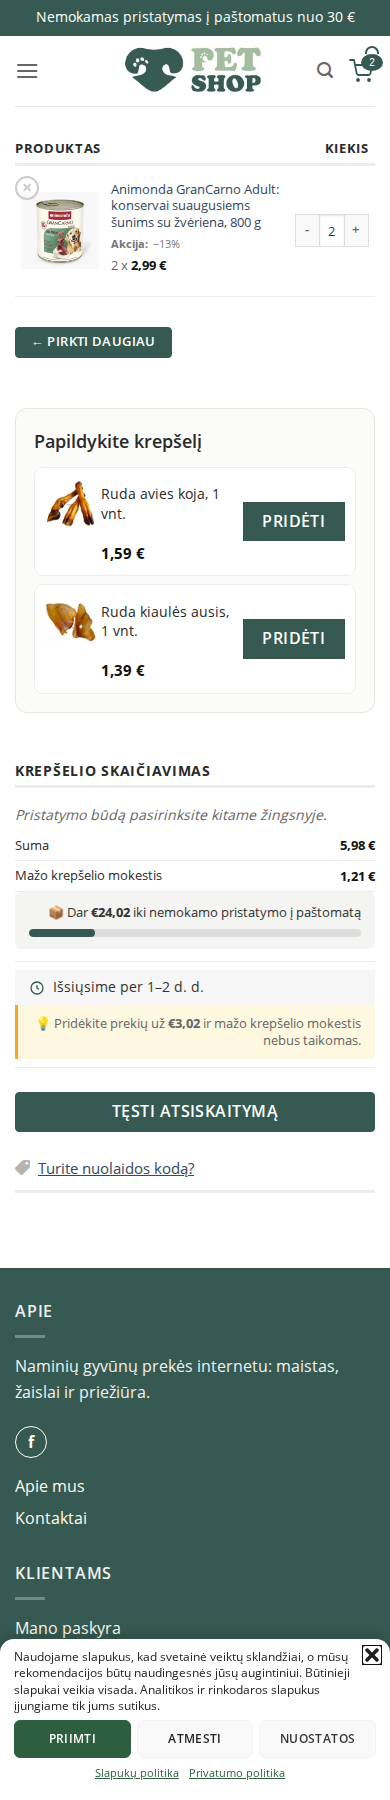 Nemokamas pristatymas į paštomatus nuo 30 €
PET
SHOP
2
PRODUKTAS KIEKIS
×
Animonda GranCarno Adult:
konservai suaugusiems
šunims su žvėriena, 800 g
Akcija: −13%
2 x 2,99 €
- 2 +
← PIRKTI DAUGIAU
Papildykite krepšelį
Ruda avies koja, 1
vnt.
1,59 €
PRIDĖTI
Ruda kiaulės ausis,
1 vnt.
1,39 €
PRIDĖTI
KREPŠELIO SKAIČIAVIMAS
Pristatymo būdą pasirinksite kitame žingsnyje.
Suma 5,98 €
Mažo krepšelio mokestis 1,21 €
📦 Dar €24,02 iki nemokamo pristatymo į paštomatą
Išsiųsime per 1–2 d. d.
💡 Pridėkite prekių už €3,02 ir mažo krepšelio mokestis
nebus taikomas.
TĘSTI ATSISKAITYMĄ
Turite nuolaidos kodą?
APIE
Naminių gyvūnų prekės internetu: maistas,
žaislai ir priežiūra.
f
Apie mus
Kontaktai
KLIENTAMS
Mano paskyra
Naudojame slapukus, kad svetainė veiktų sklandžiai, o mūsų
rekomendacijos būtų naudingesnės jūsų augintiniui. Būtinieji
slapukai veikia visada. Analitikos ir rinkodaros slapukus
įjungiame tik jums sutikus.
PRIIMTI ATMESTI NUOSTATOS
Slapukų politika Privatumo politika